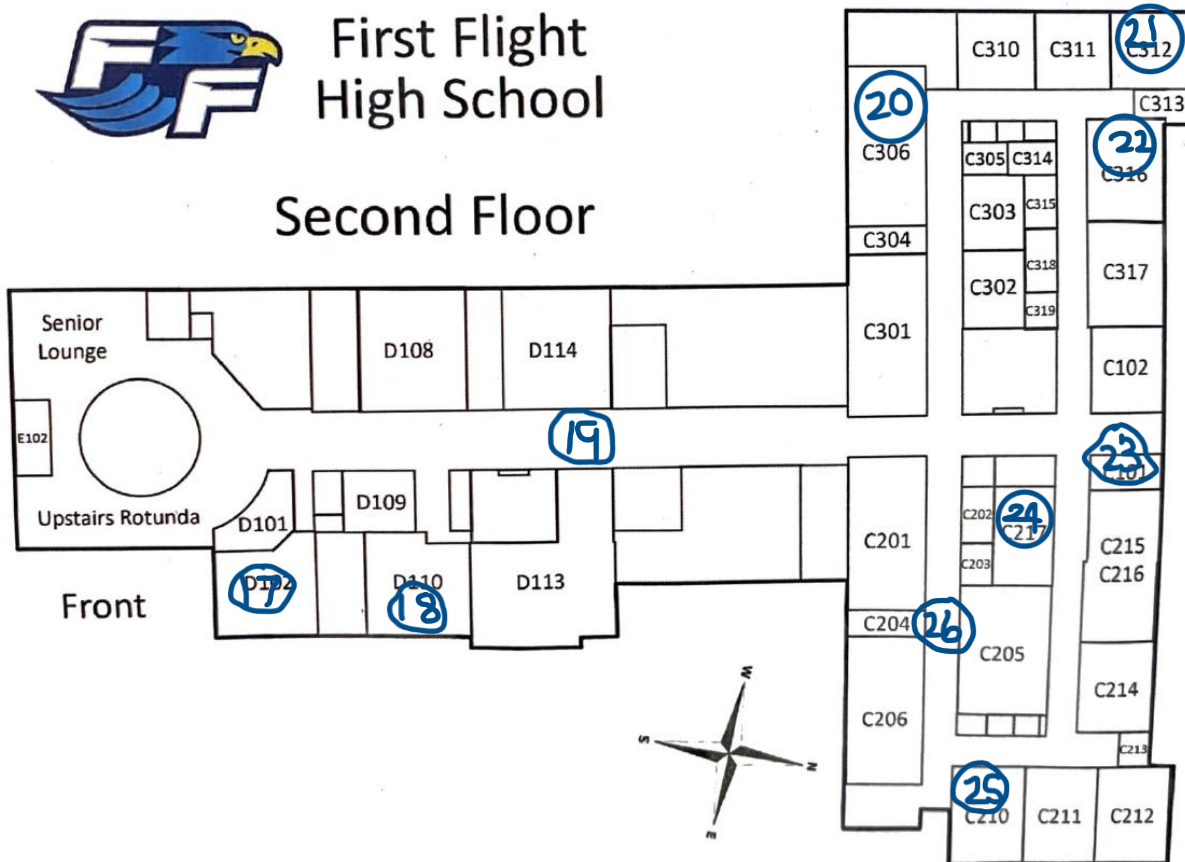 FF
First Flight
High School
Second Floor
C310
C311
21
C312
C313
20
C306
C305
C314
22
C316
C303
C315
C304
C318
C317
C302
C319
C301
C102
Senior
Lounge
D108
D114
E102
19
23
C101
Upstairs Rotunda
D101
D109
C201
C202
24
C217
C203
C215
C216
Front
17
D102
18
D110
D113
C204
26
C205
C214
C206
C213
W
S
N
E
25
C210
C211
C212